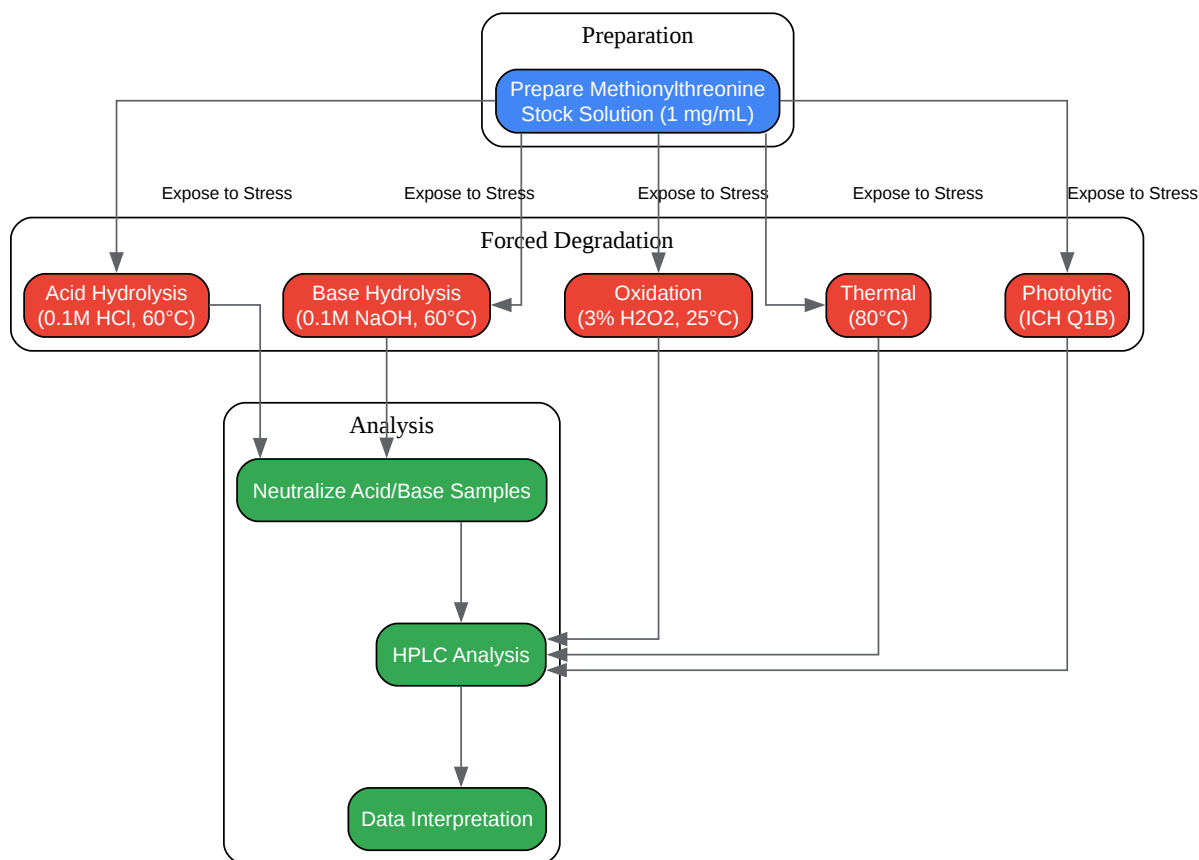 Preparation
Prepare Methionylthreonine
Stock Solution (1 mg/mL)
Expose to Stress
Expose to Stress
Expose to Stress
Expose to Stress
Expose to Stress
Forced Degradation
Acid Hydrolysis
(0.1M HCl, 60°C)
Base Hydrolysis
(0.1M NaOH, 60°C)
Oxidation
(3% H2O2, 25°C)
Thermal
(80°C)
Photolytic
(ICH Q1B)
Analysis
Neutralize Acid/Base Samples
HPLC Analysis
Data Interpretation